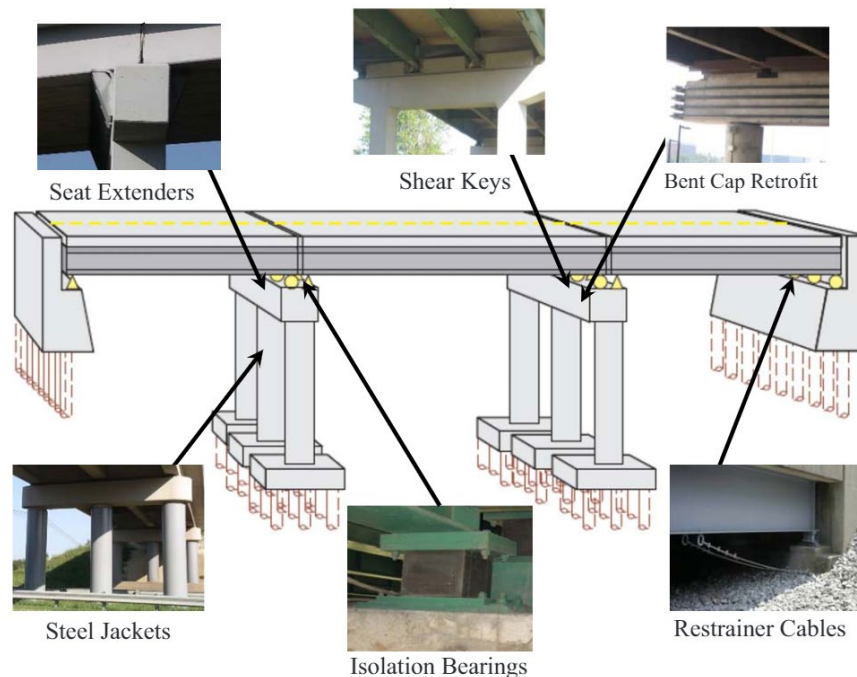 Seat Extenders
Shear Keys
Bent Cap Retrofit
Steel Jackets
Isolation Bearings
Restrainer Cables